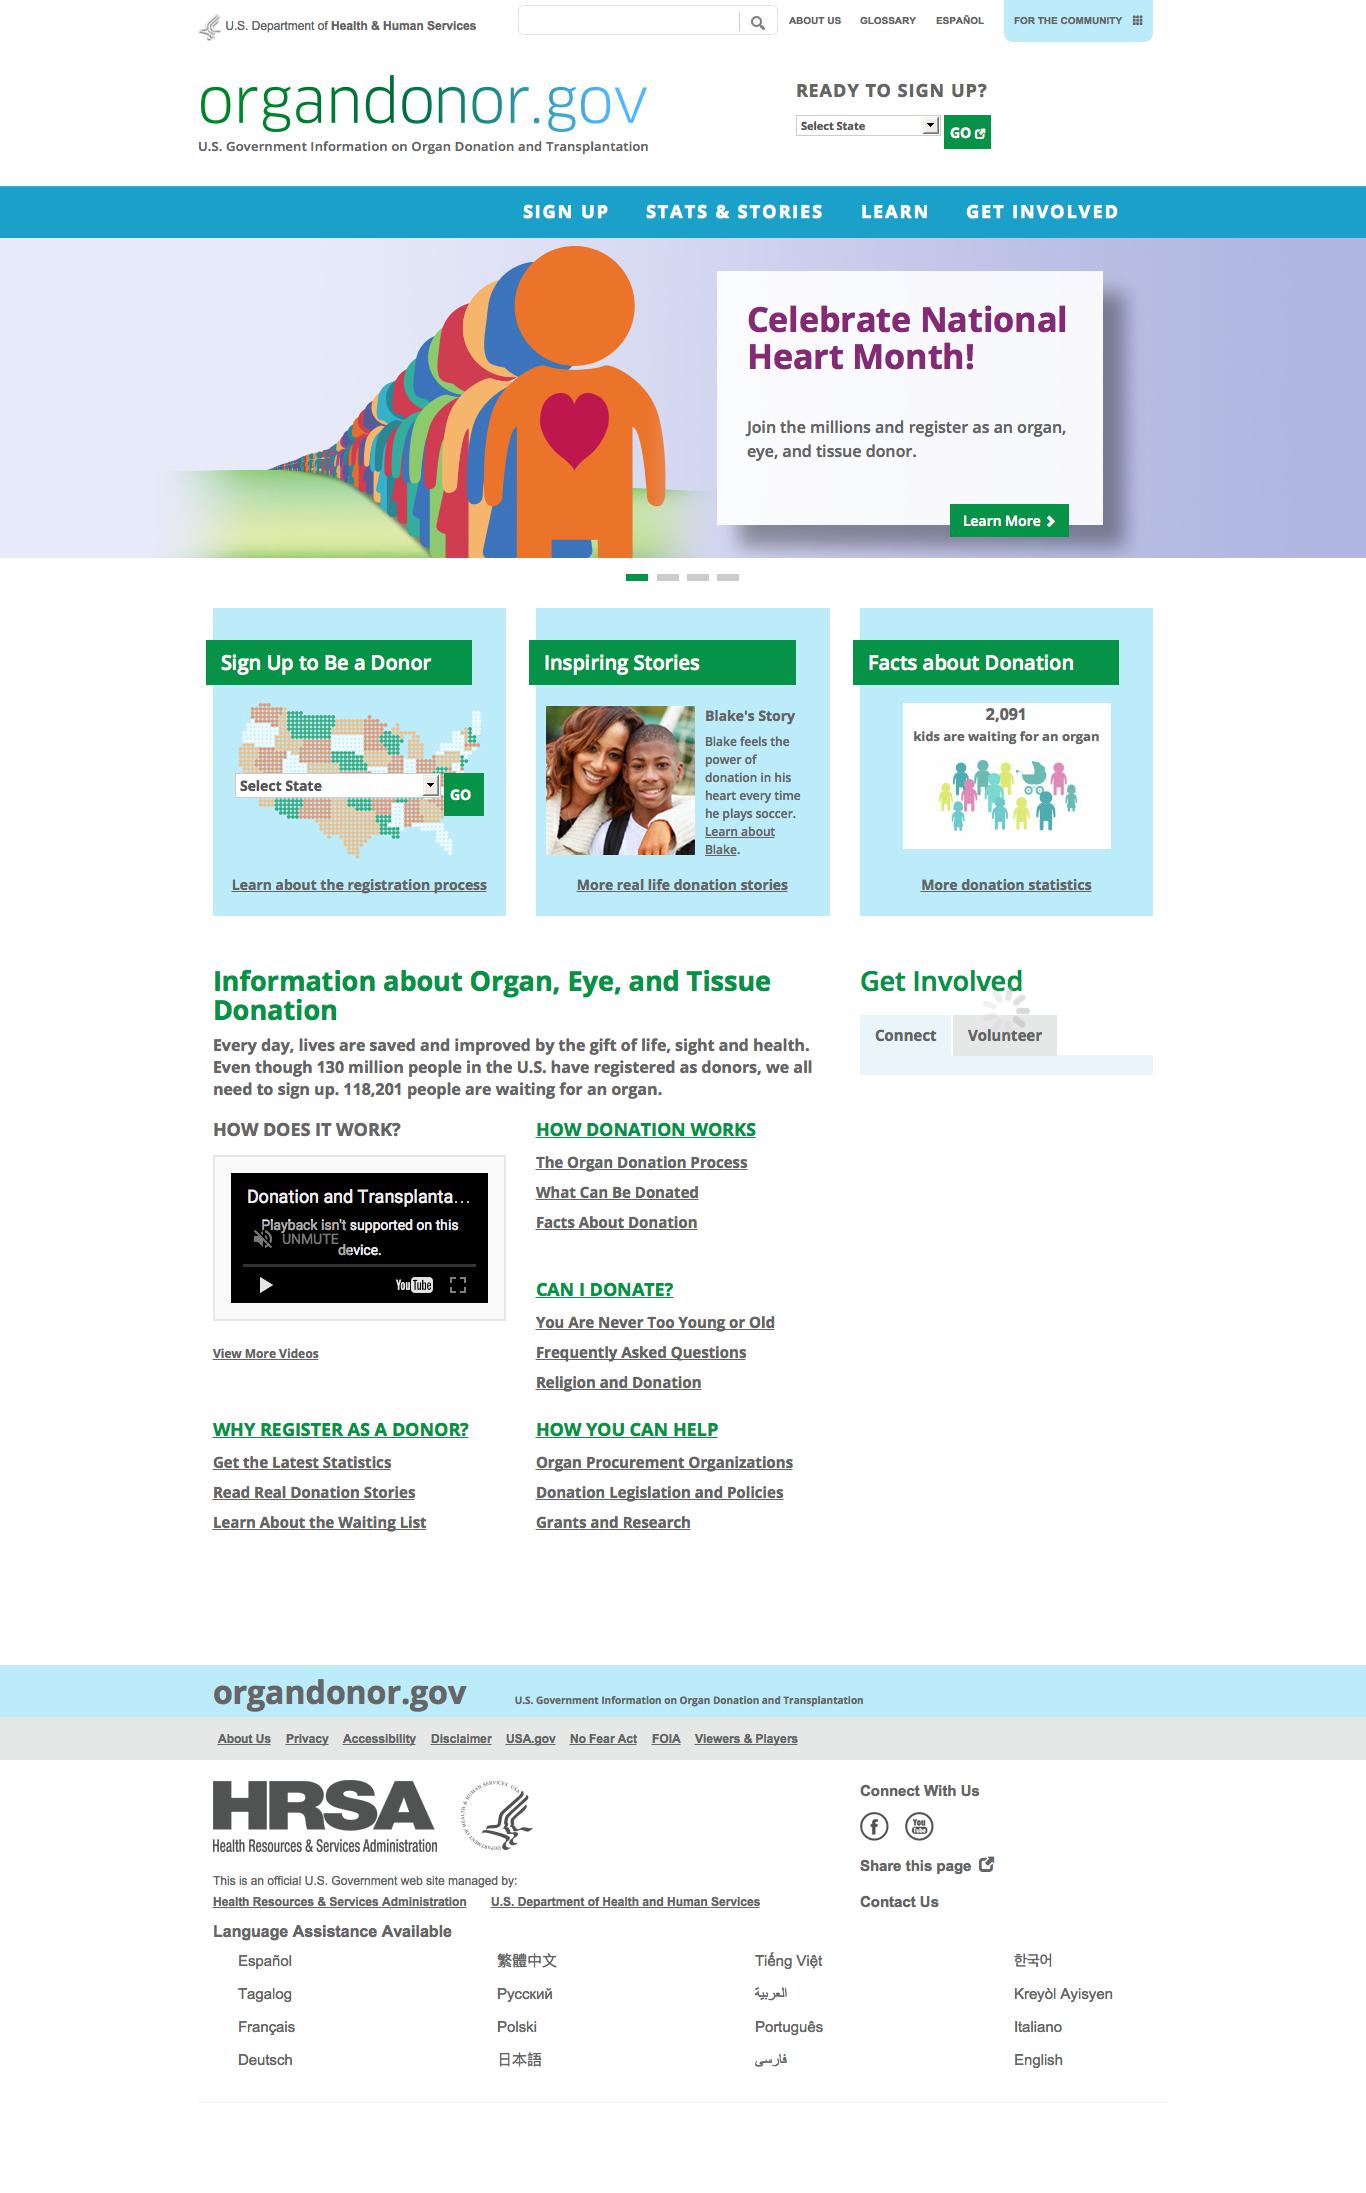 U.S. Department of Health & Human Services
ABOUT US
GLOSSARY
ESPAÑOL
FOR THE COMMUNITY
organdonor.gov
U.S. Government Information on Organ Donation and Transplantation
READY TO SIGN UP?
Select State
GO
SIGN UP
STATS & STORIES
LEARN
GET INVOLVED
Celebrate National
Heart Month!
Join the millions and register as an organ,
eye, and tissue donor.
Learn More
Sign Up to Be a Donor
Select State
GO
Learn about the registration process
Inspiring Stories
Blake's Story
Blake feels the
power of
donation in his
heart every time
he plays soccer.
Learn about
Blake.
More real life donation stories
Facts about Donation
2,091
kids are waiting for an organ
More donation statistics
Information about Organ, Eye, and Tissue
Donation
Every day, lives are saved and improved by the gift of life, sight and health.
Even though 130 million people in the U.S. have registered as donors, we all
need to sign up. 118,201 people are waiting for an organ.
Get Involved
Connect
Volunteer
HOW DOES IT WORK?
Donation and Transplanta...
Playback isn't supported on this
device.
UNMUTE
YouTube
View More Videos
HOW DONATION WORKS
The Organ Donation Process
What Can Be Donated
Facts About Donation
CAN I DONATE?
You Are Never Too Young or Old
Frequently Asked Questions
Religion and Donation
WHY REGISTER AS A DONOR?
Get the Latest Statistics
Read Real Donation Stories
Learn About the Waiting List
HOW YOU CAN HELP
Organ Procurement Organizations
Donation Legislation and Policies
Grants and Research
organdonor.gov
U.S. Government Information on Organ Donation and Transplantation
About Us
Privacy
Accessibility
Disclaimer
USA.gov
No Fear Act
FOIA
Viewers & Players
HRSA
Health Resources & Services Administration
DEPARTMENT OF HEALTH & HUMAN SERVICES USA
This is an official U.S. Government web site managed by:
Health Resources & Services Administration
U.S. Department of Health and Human Services
Connect With Us
You Tube
Share this page
Contact Us
Language Assistance Available
Español
繁體中文
Tiếng Việt
한국어
Tagalog
Русский
العربية
Kreyòl Ayisyen
Français
Polski
Português
Italiano
Deutsch
日本語
فارسی
English